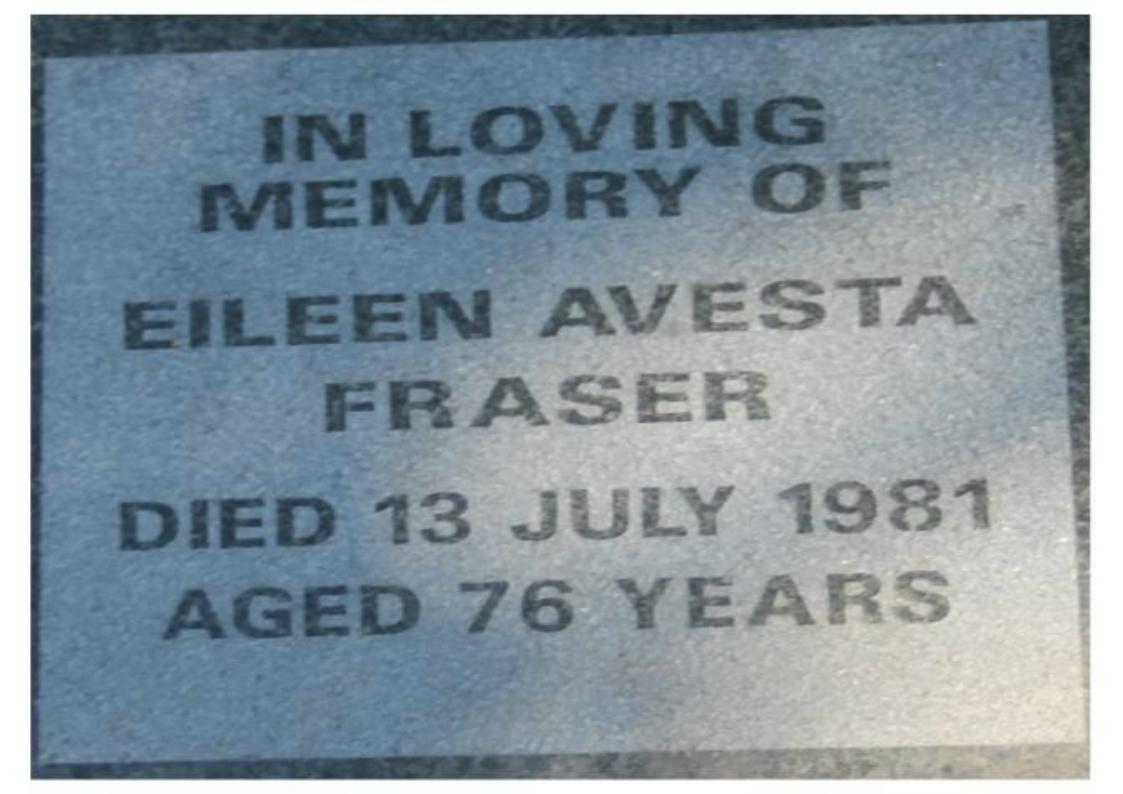 IN LOVING
MEMORY OF
EILEEN AVESTA
FRASER
DIED 13 JULY 1981
AGED 76 YEARS